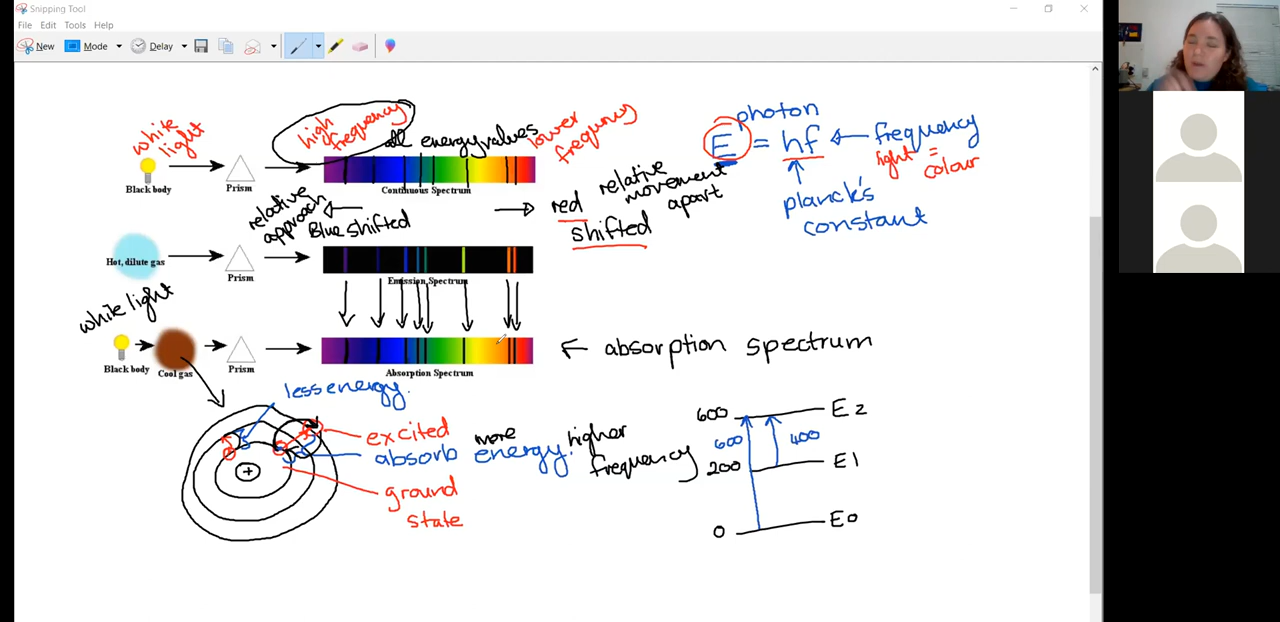 Snipping Tool
File Edit Tools Help
New Mode Delay
white light
high frequency
all energy values
lower frequency
Black body
Prism
Continuous Spectrum
photon
E = hf ← frequency
light = colour
planck's constant
relative approach
Blue shifted
red shifted
relative movement apart
Hot, dilute gas
Prism
Emission Spectrum
white light
Black body
Cool gas
Prism
Absorption Spectrum
← absorption spectrum
less energy.
excited
absorb more energy. higher frequency
ground state
+
600 E2
600 400
200 E1
0 E0